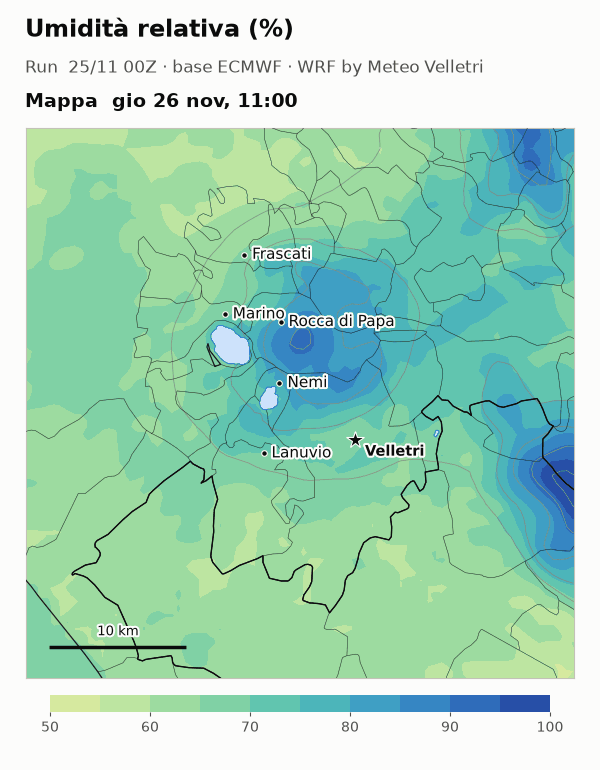 Umidità relativa (%)
Run  25/11 00Z · base ECMWF · WRF by Meteo Velletri
Mappa  gio 26 nov, 11:00
Frascati
Marino
Rocca di Papa
Nemi
Velletri
Lanuvio
10 km
50 60 70 80 90 100